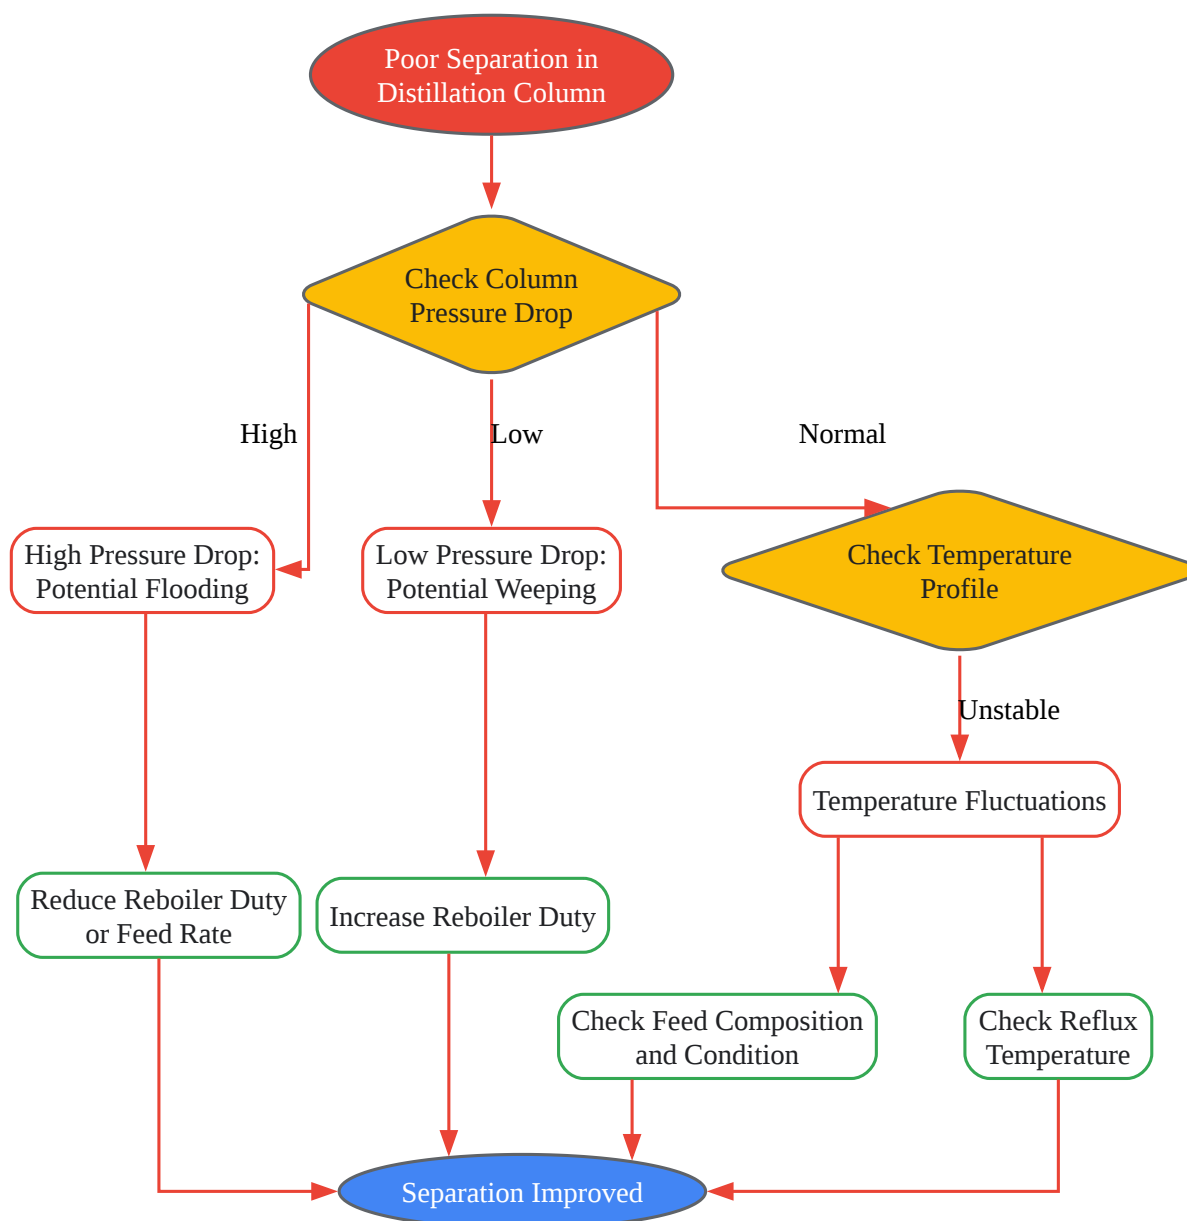 Poor Separation in
Distillation Column
Check Column
Pressure Drop
High
Low
Normal
High Pressure Drop:
Potential Flooding
Low Pressure Drop:
Potential Weeping
Check Temperature
Profile
Unstable
Temperature Fluctuations
Reduce Reboiler Duty
or Feed Rate
Increase Reboiler Duty
Check Feed Composition
and Condition
Check Reflux
Temperature
Separation Improved